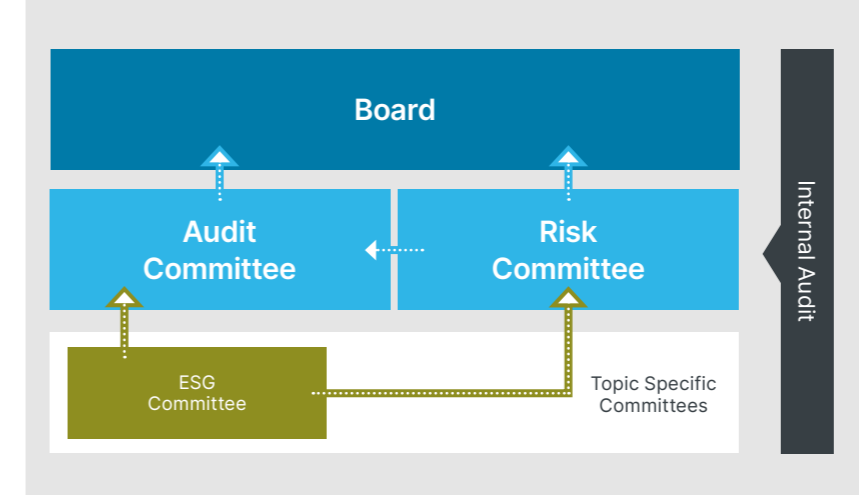 Board
Audit
Committee
Risk
Committee
Internal Audit
ESG
Committee
Topic Specific
Committees